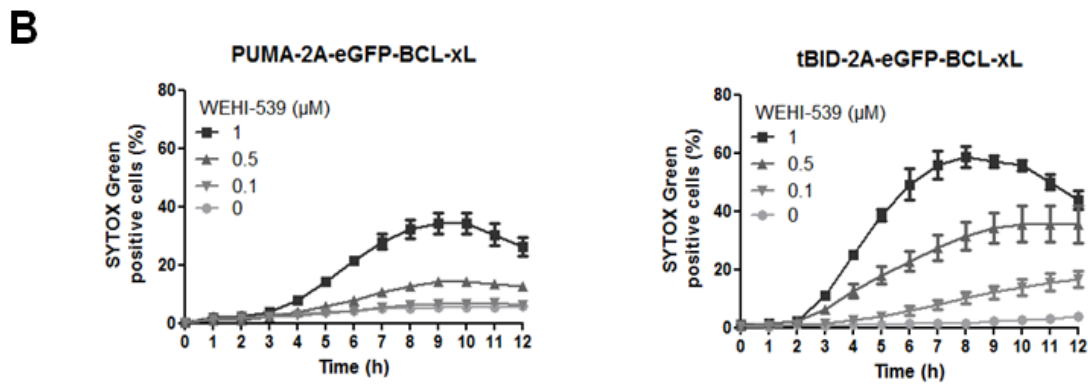 B
PUMA-2A-eGFP-BCL-xL
80
60
40
20
0
SYTOX Green
positive cells (%)
WEHI-539 (µM)
1
0.5
0.1
0
0 1 2 3 4 5 6 7 8 9 10 11 12
Time (h)
tBID-2A-eGFP-BCL-xL
80
60
40
20
0
SYTOX Green
positive cells (%)
WEHI-539 (µM)
1
0.5
0.1
0
0 1 2 3 4 5 6 7 8 9 10 11 12
Time (h)